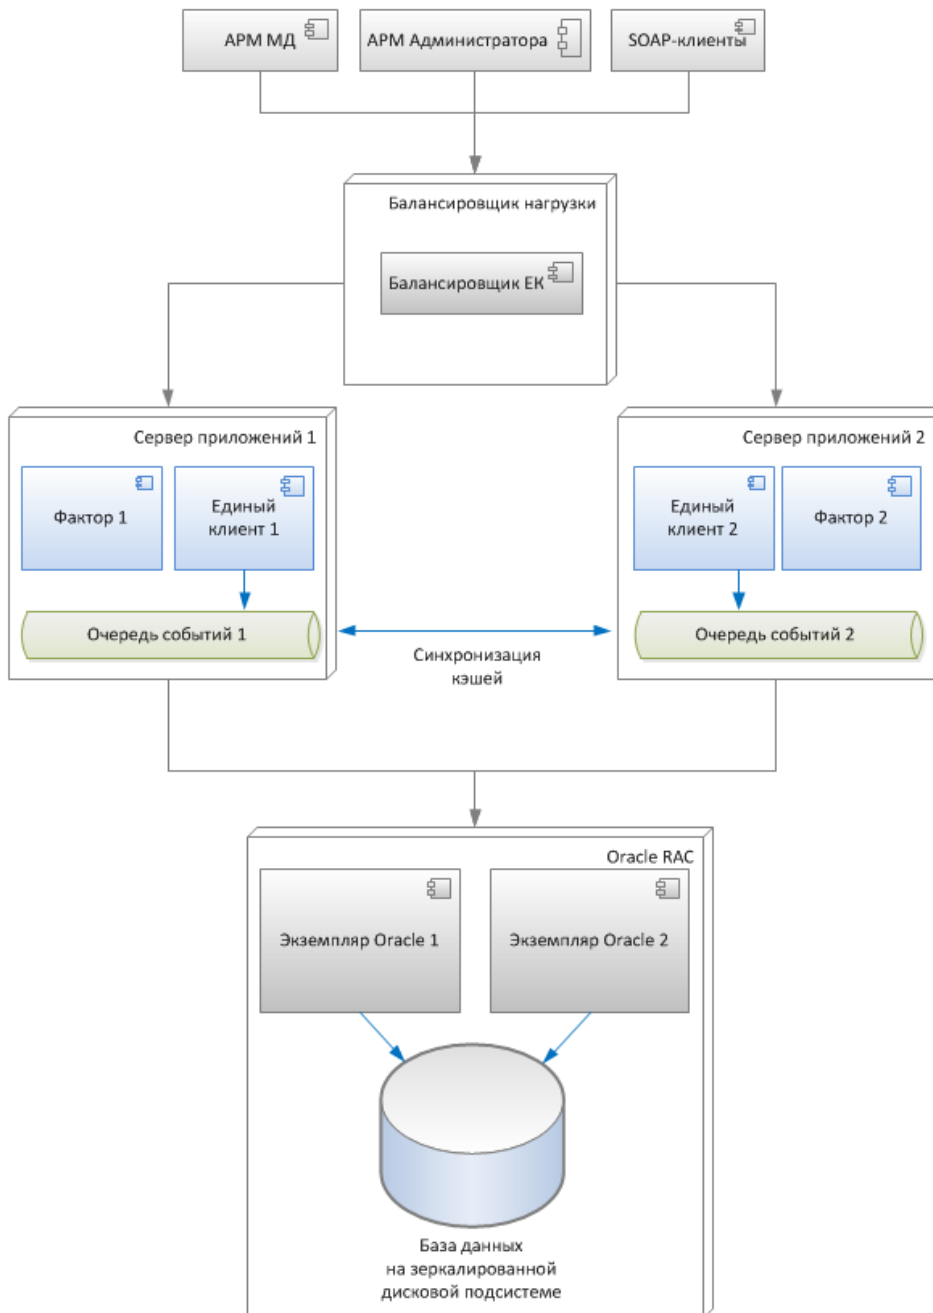 АРМ МД
АРМ Администратора
SOAP-клиенты
Балансировщик нагрузки
Балансировщик ЕК
Сервер приложений 1
Фактор 1
Единый
клиент 1
Очередь событий 1
Синхронизация
кэшей
Сервер приложений 2
Единый
клиент 2
Фактор 2
Очередь событий 2
Oracle RAC
Экземпляр Oracle 1
Экземпляр Oracle 2
База данных
на зеркалированной
дисковой подсистеме